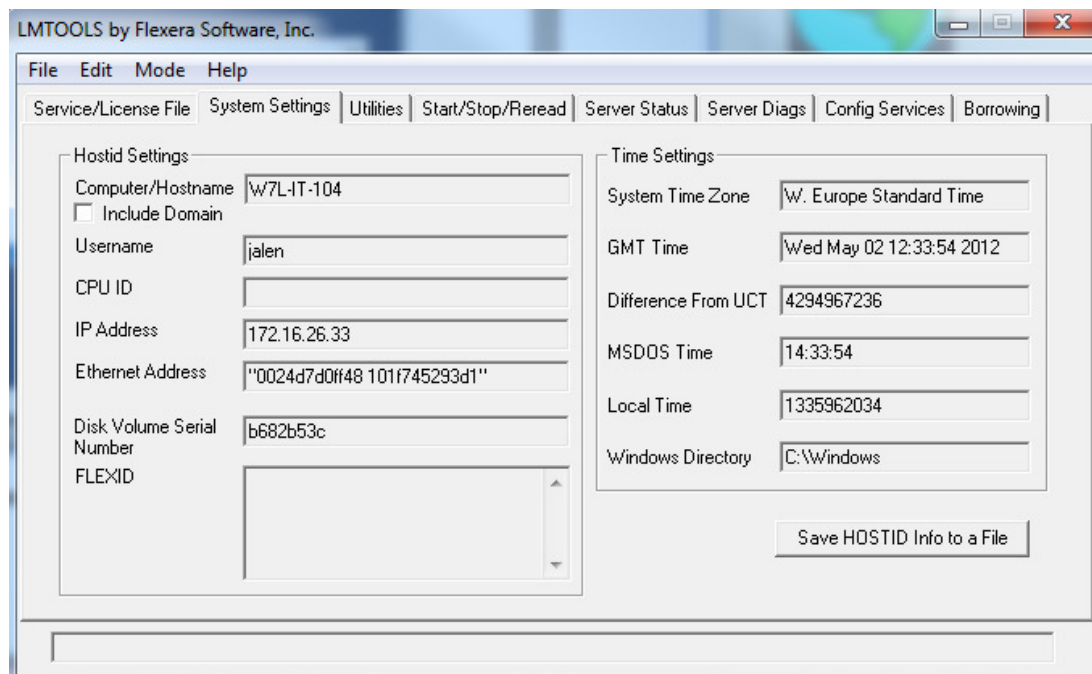 LMTOOLS by Flexera Software, Inc.
File Edit Mode Help
Service/License File System Settings Utilities Start/Stop/Reread Server Status Server Diags Config Services Borrowing
Hostid Settings
Computer/Hostname W7L-IT-104
Include Domain
Username jalen
CPU ID
IP Address 172.16.26.33
Ethernet Address "0024d7d0ff48 101f745293d1"
Disk Volume Serial
Number b682b53c
FLEXID
Time Settings
System Time Zone W. Europe Standard Time
GMT Time Wed May 02 12:33:54 2012
Difference From UCT 4294967236
MSDOS Time 14:33:54
Local Time 1335962034
Windows Directory C:\Windows
Save HOSTID Info to a File